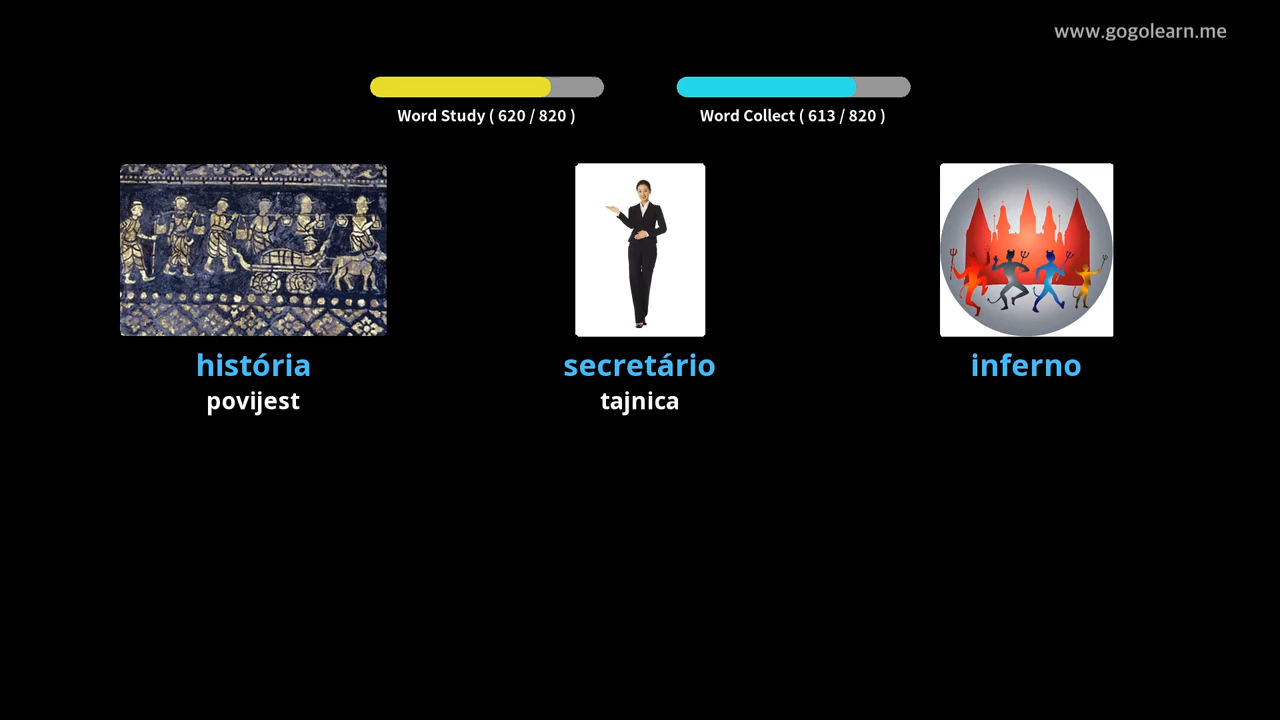 www.gogolearn.me
Word Study ( 620 / 820 )
Word Collect ( 613 / 820 )
história
povijest
secretário
tajnica
inferno